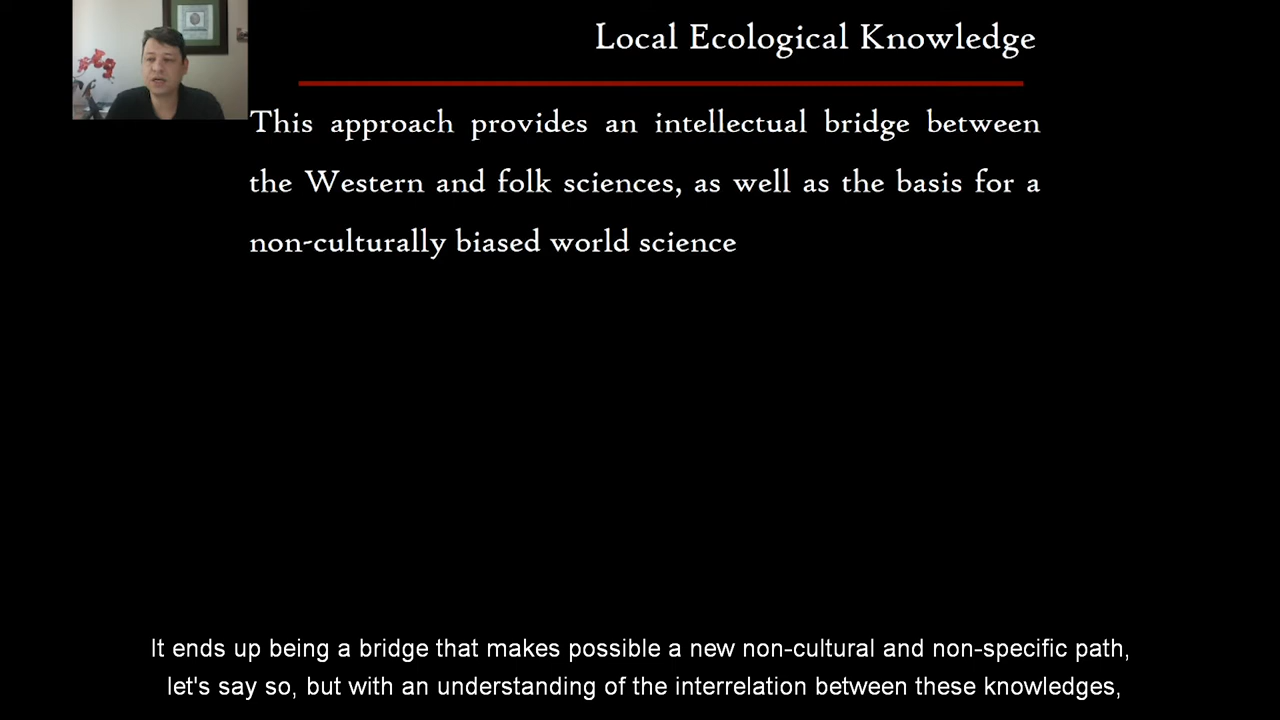 Local Ecological Knowledge
This approach provides an intellectual bridge between
the Western and folk sciences, as well as the basis for a
non-culturally biased world science
It ends up being a bridge that makes possible a new non-cultural and non-specific path,
let's say so, but with an understanding of the interrelation between these knowledges,